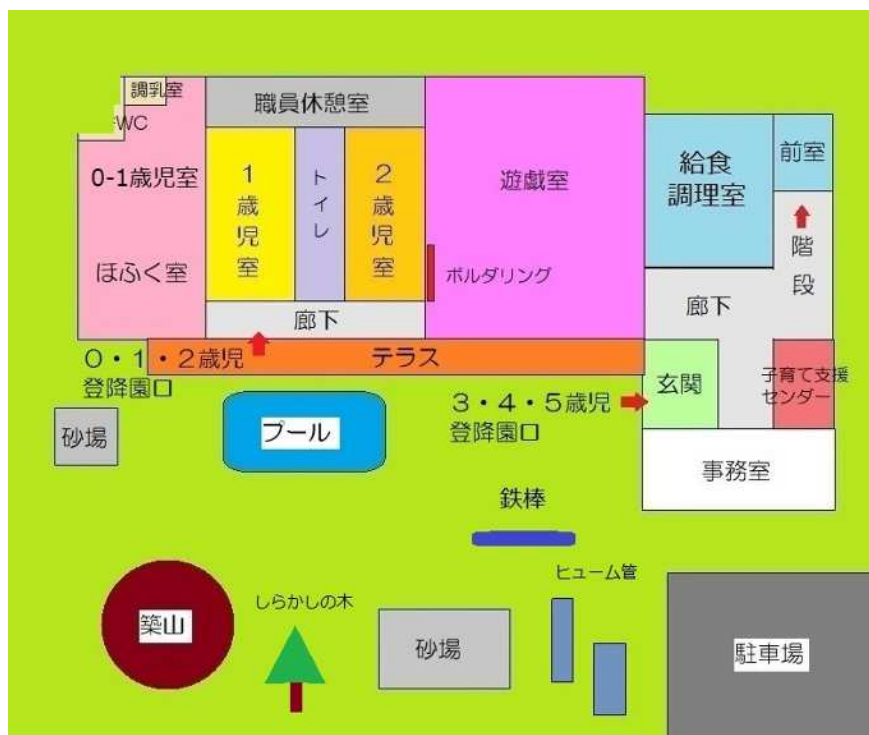 調乳室
WC
職員休憩室
0-1歳児室
ほふく室
1歳児室
トイレ
2歳児室
遊戯室
ボルダリング
給食
調理室
前室
階段
廊下
廊下
テラス
0・1・2歳児
登降園口
3・4・5歳児
登降園口
玄関
子育て支援
センダー
事務室
砂場
プール
鉄棒
ヒューム管
築山
しらかしの木
砂場
駐車場